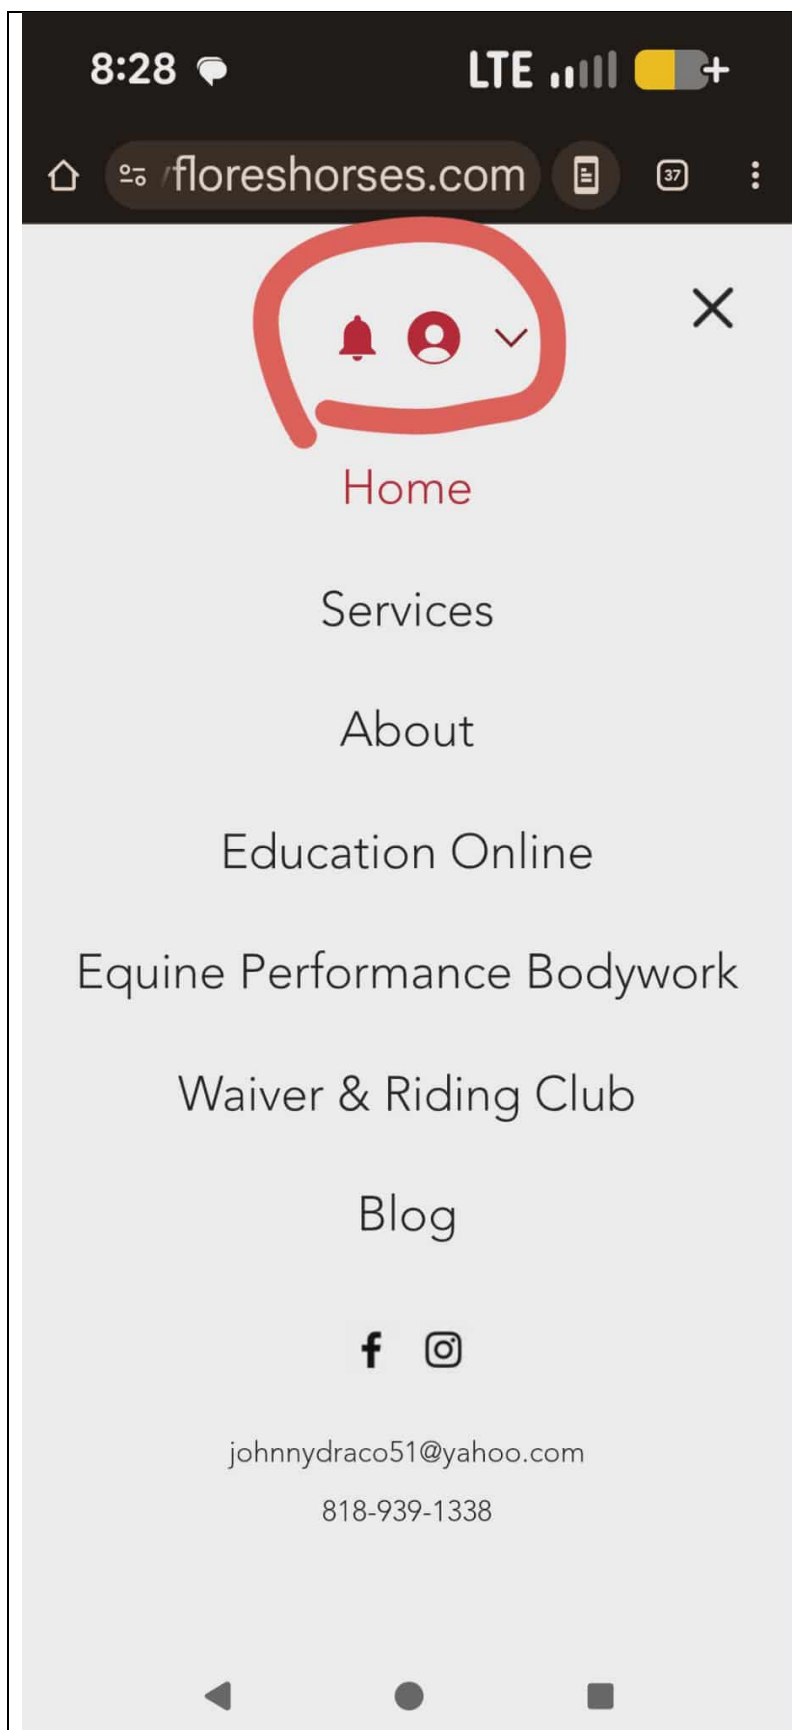 8:28 LTE
/floreshorses.com 37
Home
Services
About
Education Online
Equine Performance Bodywork
Waiver & Riding Club
Blog
johnnydraco51@yahoo.com
818-939-1338